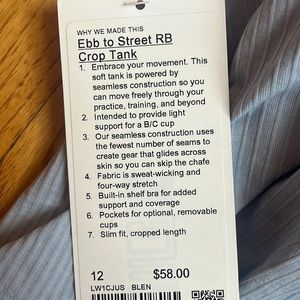 WHY WE MADE THIS
Ebb to Street RB
Crop Tank
1. Embrace your movement. This
soft tank is powered by
seamless construction so you
can move freely through your
practice, training, and beyond
2. Intended to provide light
support for a B/C cup
3. Our seamless construction uses
the fewest number of seams to
create gear that glides across
skin so you can skip the chafe
4. Fabric is sweat-wicking and
four-way stretch
5. Built-in shelf bra for added
support and coverage
6. Pockets for optional, removable
cups
7. Slim fit, cropped length
12 $58.00
LW1CJUS BLEN